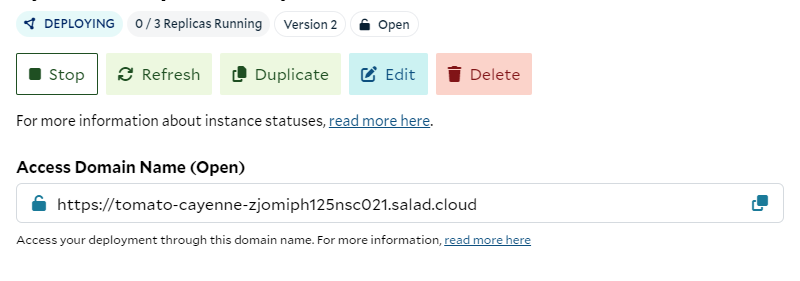 DEPLOYING 0 / 3 Replicas Running Version 2 Open
Stop Refresh Duplicate Edit Delete
For more information about instance statuses, read more here.
Access Domain Name (Open)
https://tomato-cayenne-zjomiph125nsc021.salad.cloud
Access your deployment through this domain name. For more information, read more here